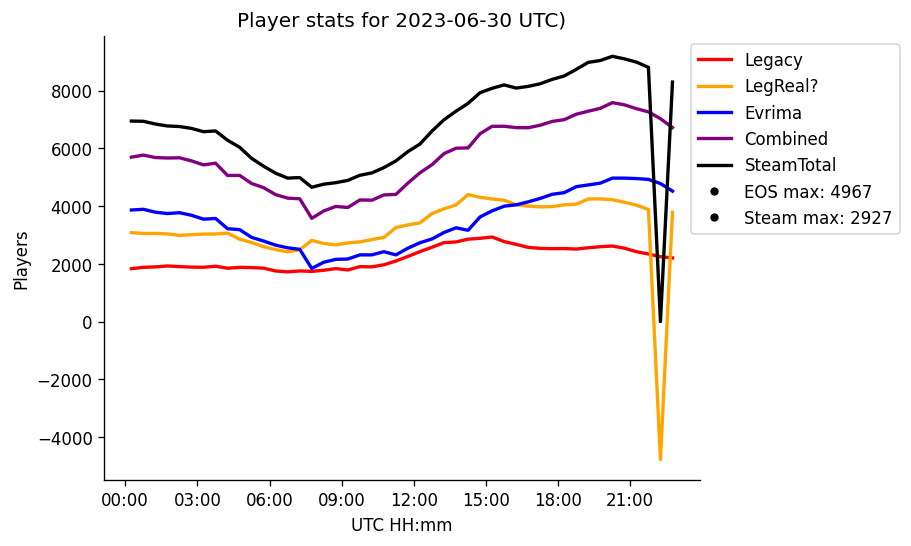 Player stats for 2023-06-30 UTC)
Players
8000
6000
4000
2000
0
−2000
−4000
00:00 03:00 06:00 09:00 12:00 15:00 18:00 21:00
UTC HH:mm
Legacy
LegReal?
Evrima
Combined
SteamTotal
EOS max: 4967
Steam max: 2927